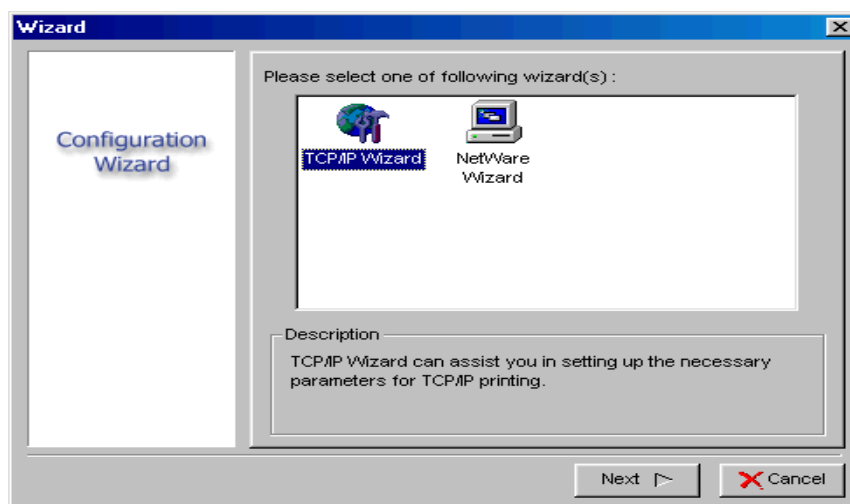 Wizard
Configuration
Wizard
Please select one of following wizard(s) :
TCP/IP Wizard
NetWare
Wizard
Description
TCP/IP Wizard can assist you in setting up the necessary
parameters for TCP/IP printing.
Next
Cancel